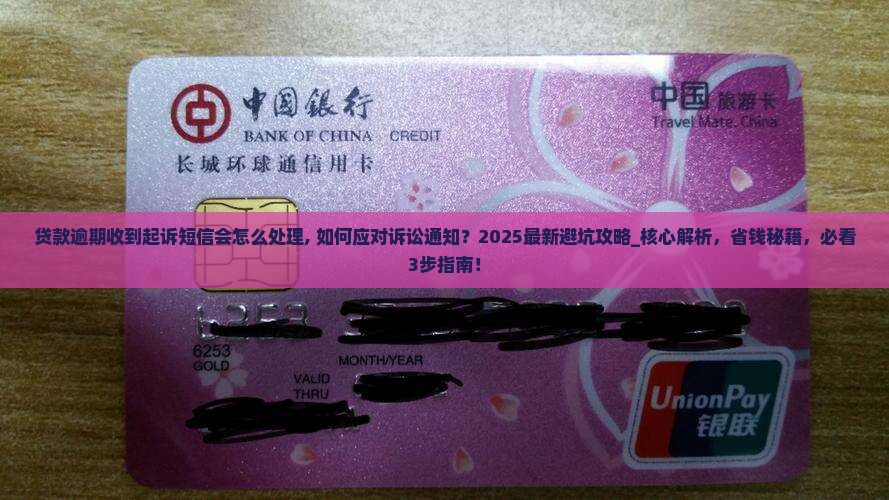 中国銀行
BANK OF CHINA CREDIT
长城环球通信用卡
中国旅游卡
Travel Mate. China
贷款逾期收到起诉短信会怎么处理, 如何应对诉讼通知？2025最新避坑攻略_核心解析，省钱秘籍，必看
3步指南！
6253
6253
GOLD
MONTH/YEAR
VALID
THRU
UnionPay
银联